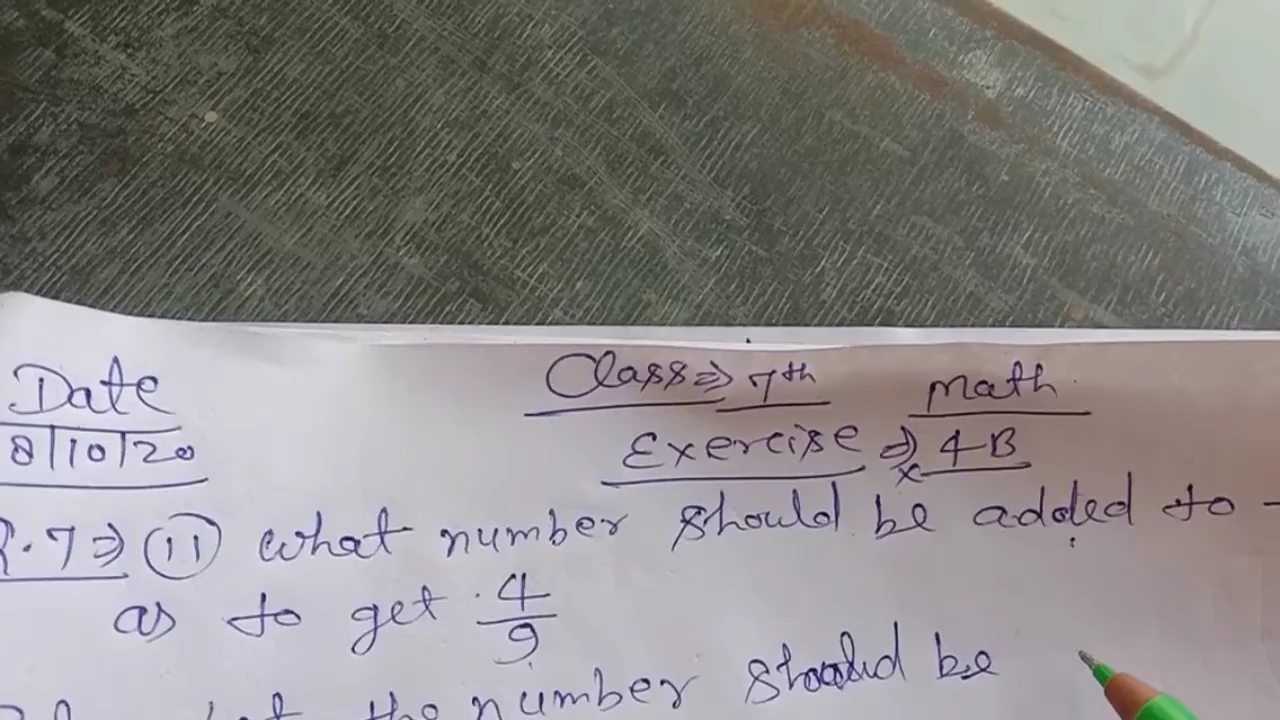 Date
Class ⇒ 7th Math
8/10/20
Exercise ⇒ 4B
.7 ⇒ (ii) What number should be added to -
as to get 4/9
the number should be